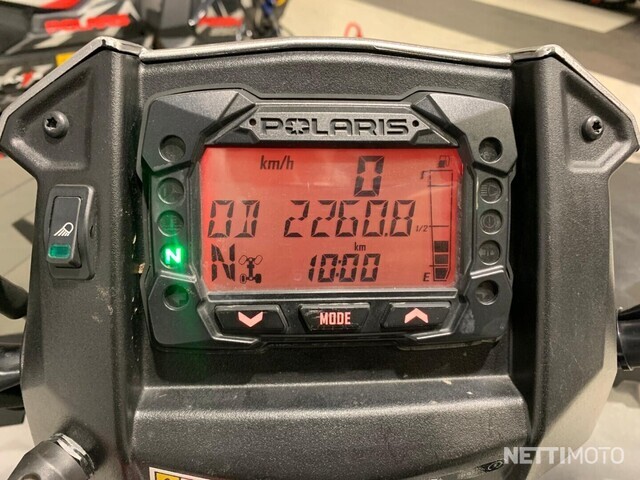 POLARIS
km/h 0
OD 2260.8
1/2
km
N
N 10:00
E
MODE
NETTIMOTO